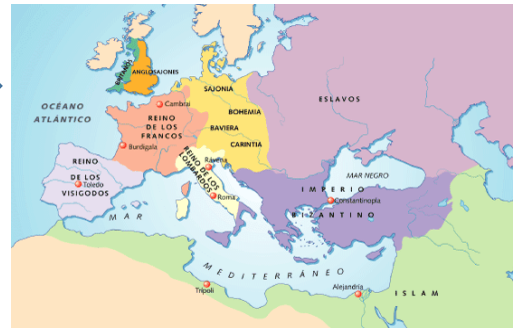 BRITANOS
ANGLOSAJONES
OCÉANO
ATLÁNTICO
Cambrai
REINO
DE LOS
FRANCOS
Burdigala
SAJONIA
BOHEMIA
BAVIERA
CARINTIA
ESLAVOS
REINO
DE LOS
VISIGODOS
Toledo
REINO DE LOS
LOMBARDOS
Rávena
Roma
MAR NEGRO
IMPERIO
BIZANTINO
Constantinopla
MAR
MEDITERRÁNEO
Trípoli
Alejandría
ISLAM